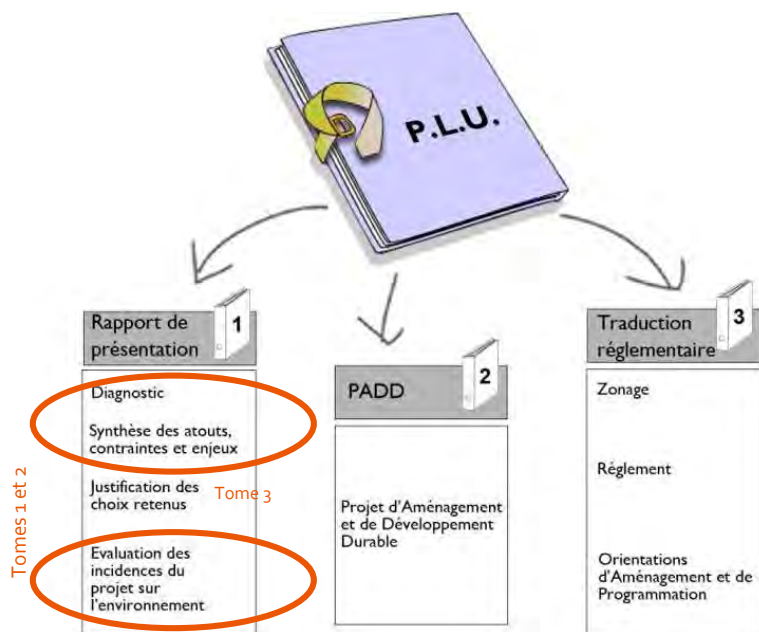 P.L.U.
Rapport de
présentation
1
Diagnostic
Synthèse des atouts,
contraintes et enjeux
Justification des
choix retenus
Tome 3
Evaluation des
incidences du
projet sur
l'environnement
Tomes 1 et 2
PADD
2
Projet d'Aménagement
et de Développement
Durable
Traduction
réglementaire
3
Zonage
Réglement
Orientations
d'Aménagement et de
Programmation